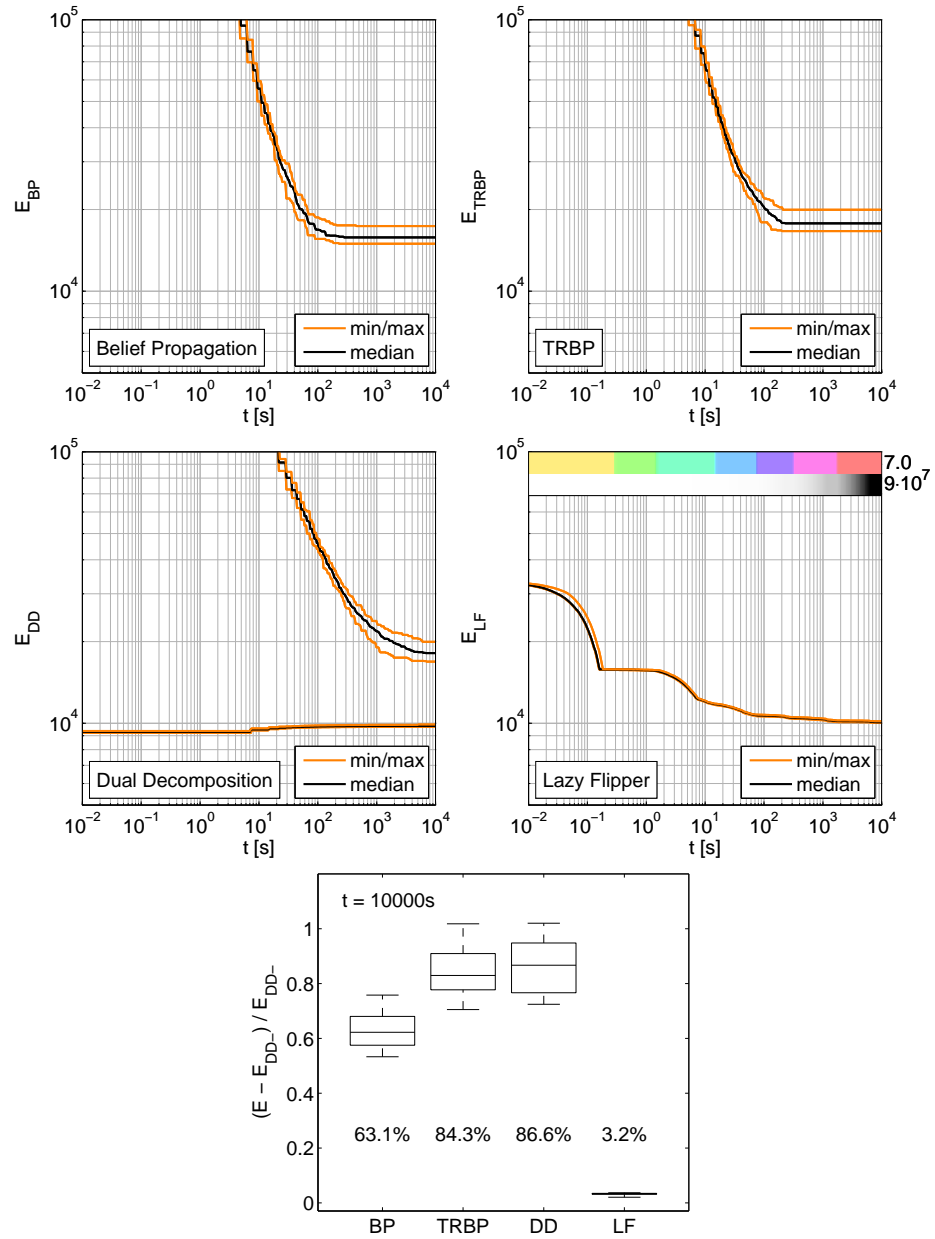 10^5
10^4
E_BP
Belief Propagation
min/max
median
10^−2 10^−1 10^0 10^1 10^2 10^3 10^4
t [s]
10^5
10^4
E_TRBP
TRBP
min/max
median
10^−2 10^−1 10^0 10^1 10^2 10^3 10^4
t [s]
10^5
10^4
E_DD
Dual Decomposition
min/max
median
10^−2 10^−1 10^0 10^1 10^2 10^3 10^4
t [s]
10^5
7.0
9·10^7
10^4
E_LF
Lazy Flipper
min/max
median
10^−2 10^−1 10^0 10^1 10^2 10^3 10^4
t [s]
t = 10000s
(E − E_DD−) / E_DD−
1
0.8
0.6
0.4
0.2
0
63.1% 84.3% 86.6% 3.2%
BP TRBP DD LF